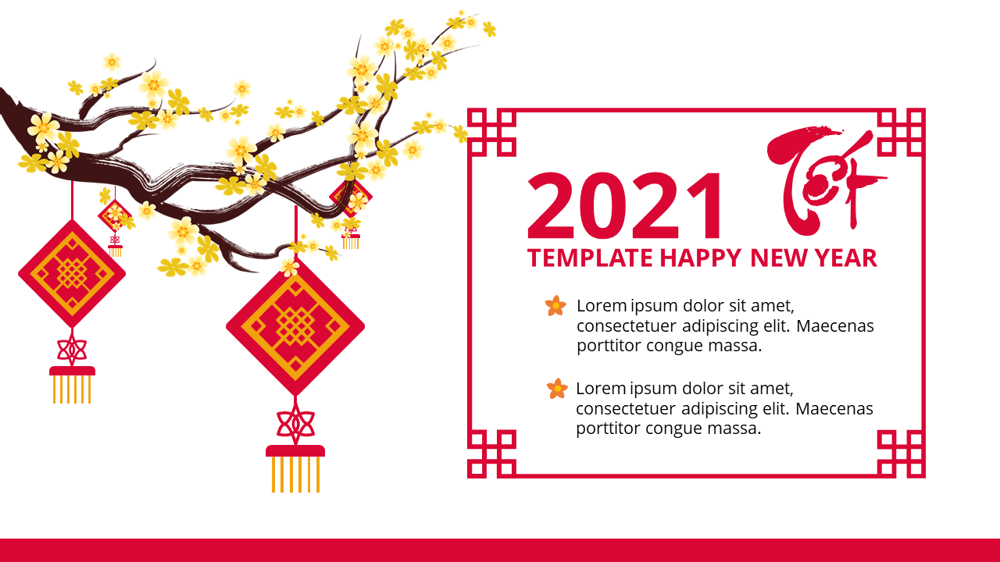 Tết
2021
TEMPLATE HAPPY NEW YEAR
Lorem ipsum dolor sit amet,
consectetuer adipiscing elit. Maecenas
porttitor congue massa.
Lorem ipsum dolor sit amet,
consectetuer adipiscing elit. Maecenas
porttitor congue massa.